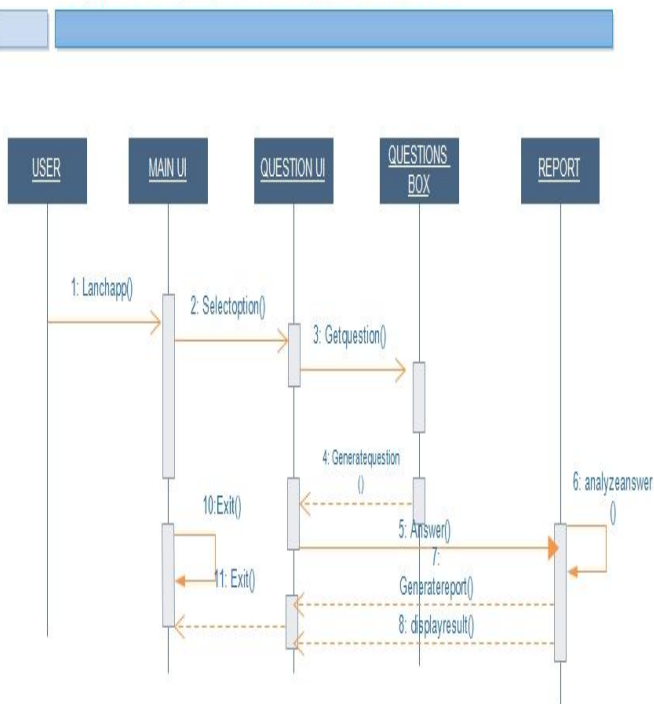 USER
MAIN UI
QUESTION UI
QUESTIONS
BOX
REPORT
1: Lanchapp()
2: Selectoption()
3: Getquestion()
4: Generatequestion
()
6: analyzeanswer
()
10:Exit()
5: Answer()
7:
11: Exit()
Generatereport()
8: displayresult()